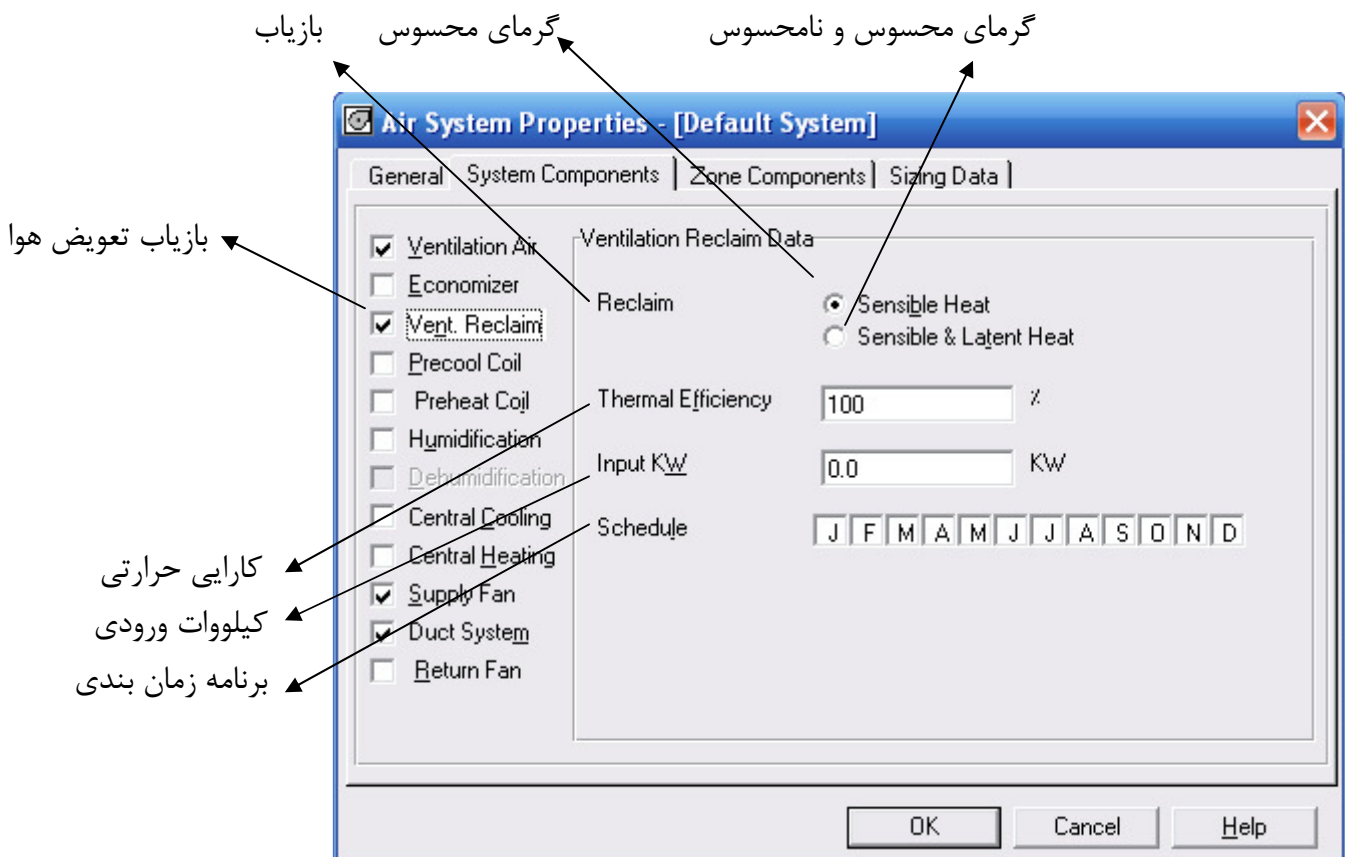 گرمای محسوس و نامحسوس
گرمای محسوس
بازیاب
Air System Properties - [Default System]
General System Components Zone Components Sizing Data
بازیاب تعویض هوا
Ventilation Air
Economizer
Vent. Reclaim
Precool Coil
Preheat Coil
Humidification
Dehumidification
Central Cooling
Central Heating
Supply Fan
Duct System
Return Fan
Ventilation Reclaim Data
Reclaim
Sensible Heat
Sensible & Latent Heat
Thermal Efficiency 100 %
Input KW 0.0 KW
Schedule J F M A M J J A S O N D
کارایی حرارتی
کیلووات ورودی
برنامه زمان بندی
OK Cancel Help